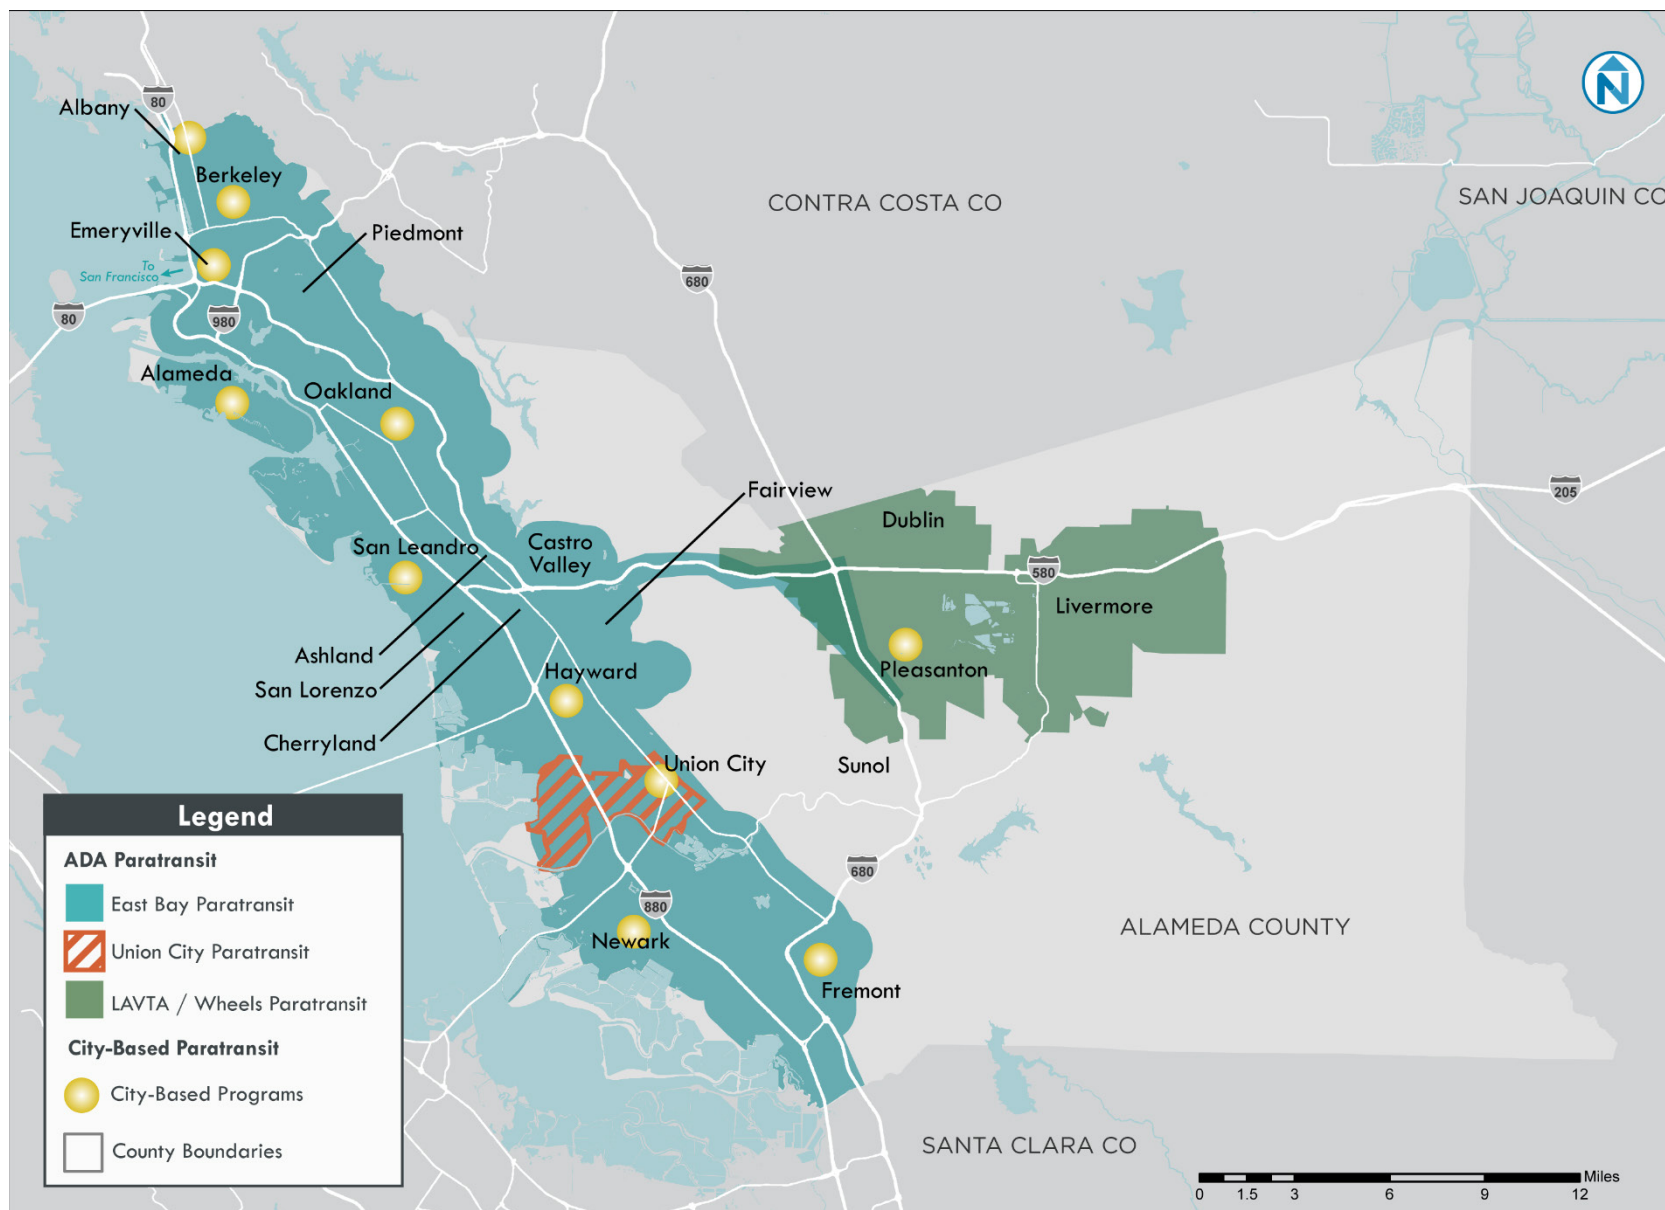 N
80
Albany
Berkeley
CONTRA COSTA CO
SAN JOAQUIN CO
Emeryville
Piedmont
To
San Francisco
680
80
980
Alameda
Oakland
Fairview
205
Dublin
San Leandro
Castro
Valley
580
Livermore
Ashland
San Lorenzo
Hayward
Pleasanton
Cherryland
Union City
Sunol
680
880
Newark
ALAMEDA COUNTY
Fremont
SANTA CLARA CO
Legend
ADA Paratransit
East Bay Paratransit
Union City Paratransit
LAVTA / Wheels Paratransit
City-Based Paratransit
City-Based Programs
County Boundaries
Miles
0 1.5 3 6 9 12